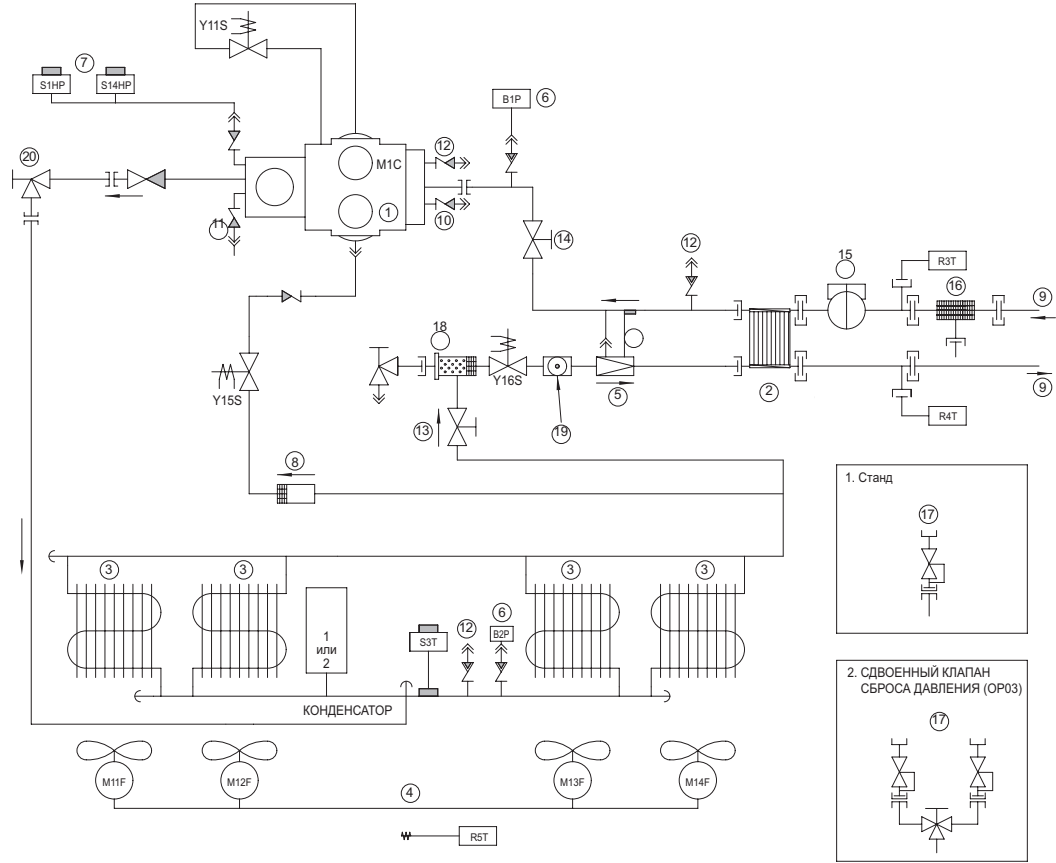 Y11S
7
S1HP
S14HP
B1P
6
12
M1C
20
1
10
11
14
12
15
R3T
16
9
18
Y16S
Y15S
5
2
9
13
19
R4T
8
1. Станд
17
3
3
3
3
1
или
2
S3T
12
6
B2P
КОНДЕНСАТОР
2. СДВОЕННЫЙ КЛАПАН
СБРОСА ДАВЛЕНИЯ (OP03)
17
M11F
M12F
M13F
M14F
4
R5T